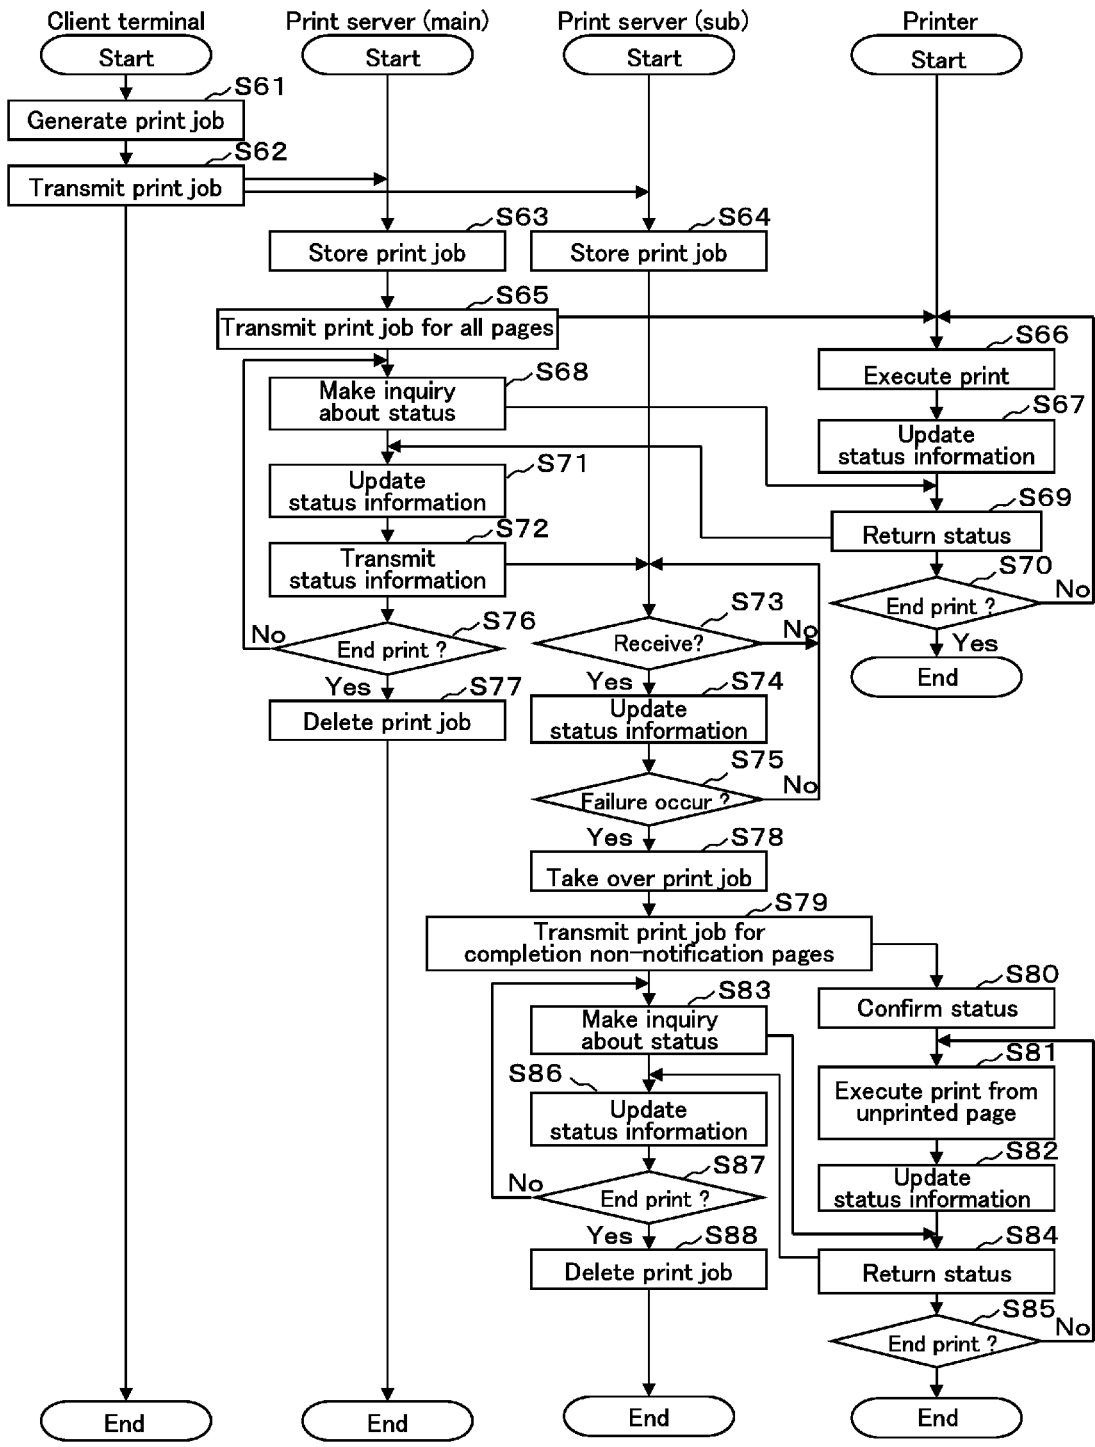 Client terminal
Print server (main)
Print server (sub)
Printer
Start
Start
Start
Start
S61
Generate print job
S62
Transmit print job
S63
Store print job
S64
Store print job
S65
Transmit print job for all pages
S66
Execute print
S68
Make inquiry
about status
S67
Update
status information
S71
Update
status information
S69
Return status
S72
Transmit
status information
S70
End print ?
No
Yes
End
S73
Receive?
No
Yes
S76
End print ?
No
Yes
S77
Delete print job
S74
Update
status information
S75
Failure occur ?
No
Yes
S78
Take over print job
S79
Transmit print job for
completion non-notification pages
S80
Confirm status
S83
Make inquiry
about status
S81
Execute print from
unprinted page
S86
Update
status information
S82
Update
status information
S87
End print ?
No
Yes
S88
Delete print job
S84
Return status
S85
End print ?
No
End
End
End
End